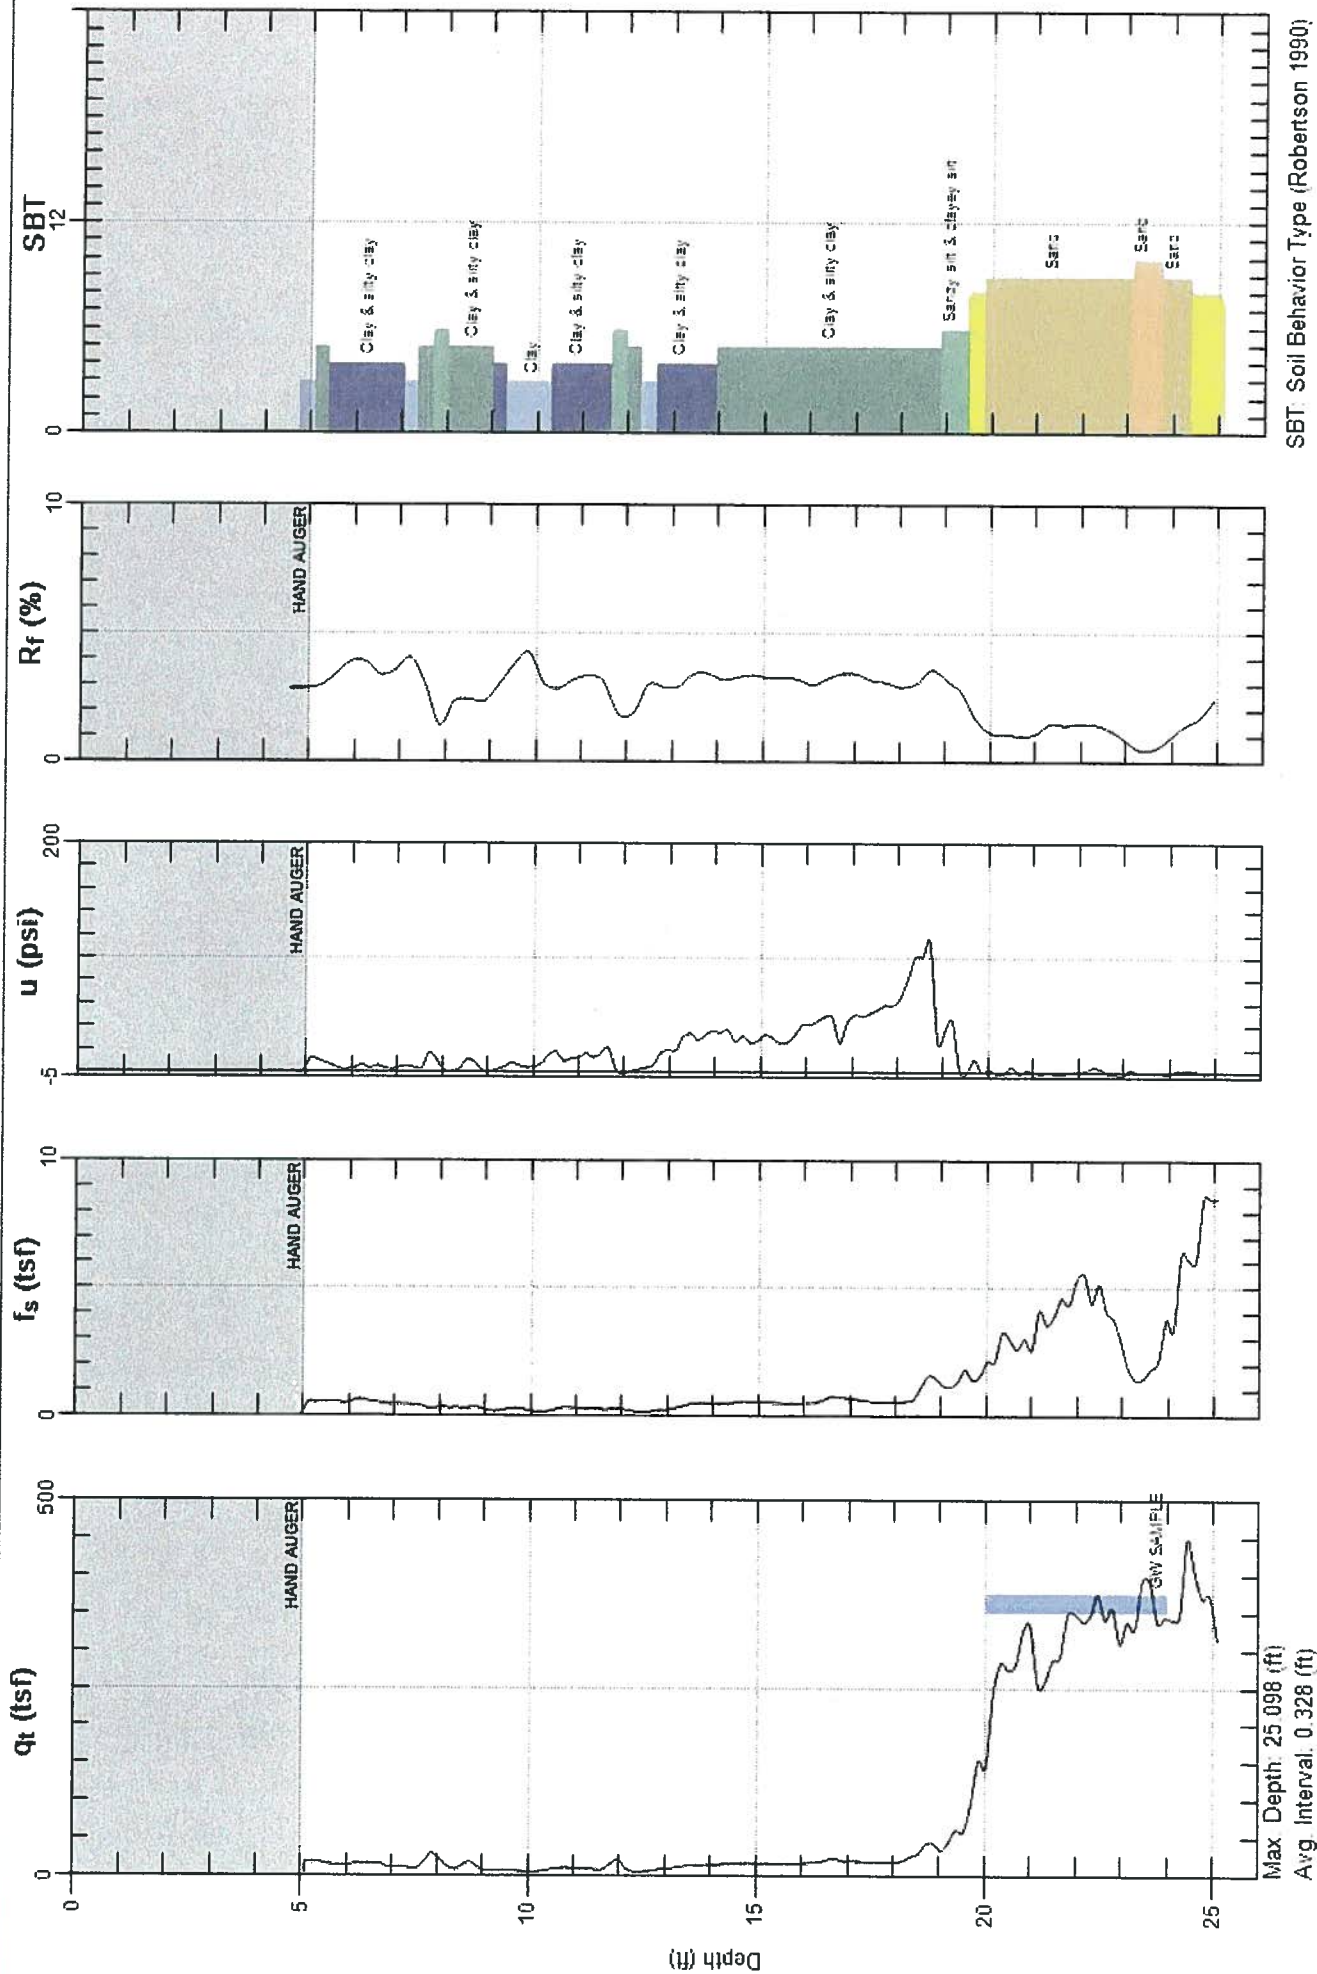 qt (tsf)
500
0
HAND AUGER
GW SAMPLE
0
5
10
15
20
25
Depth (ft)
Max. Depth: 25.098 (ft)
Avg. Interval: 0.328 (ft)
fs (tsf)
10
0
HAND AUGER
u (psi)
200
-5
HAND AUGER
Rf (%)
10
0
HAND AUGER
SBT
12
0
Clay & silty clay
Clay & silty clay
Clay
Clay & silty clay
Clay & silty clay
Clay & silty clay
Sandy silt & clayey silt
Sand
Sand
Sand
SBT: Soil Behavior Type (Robertson 1990)